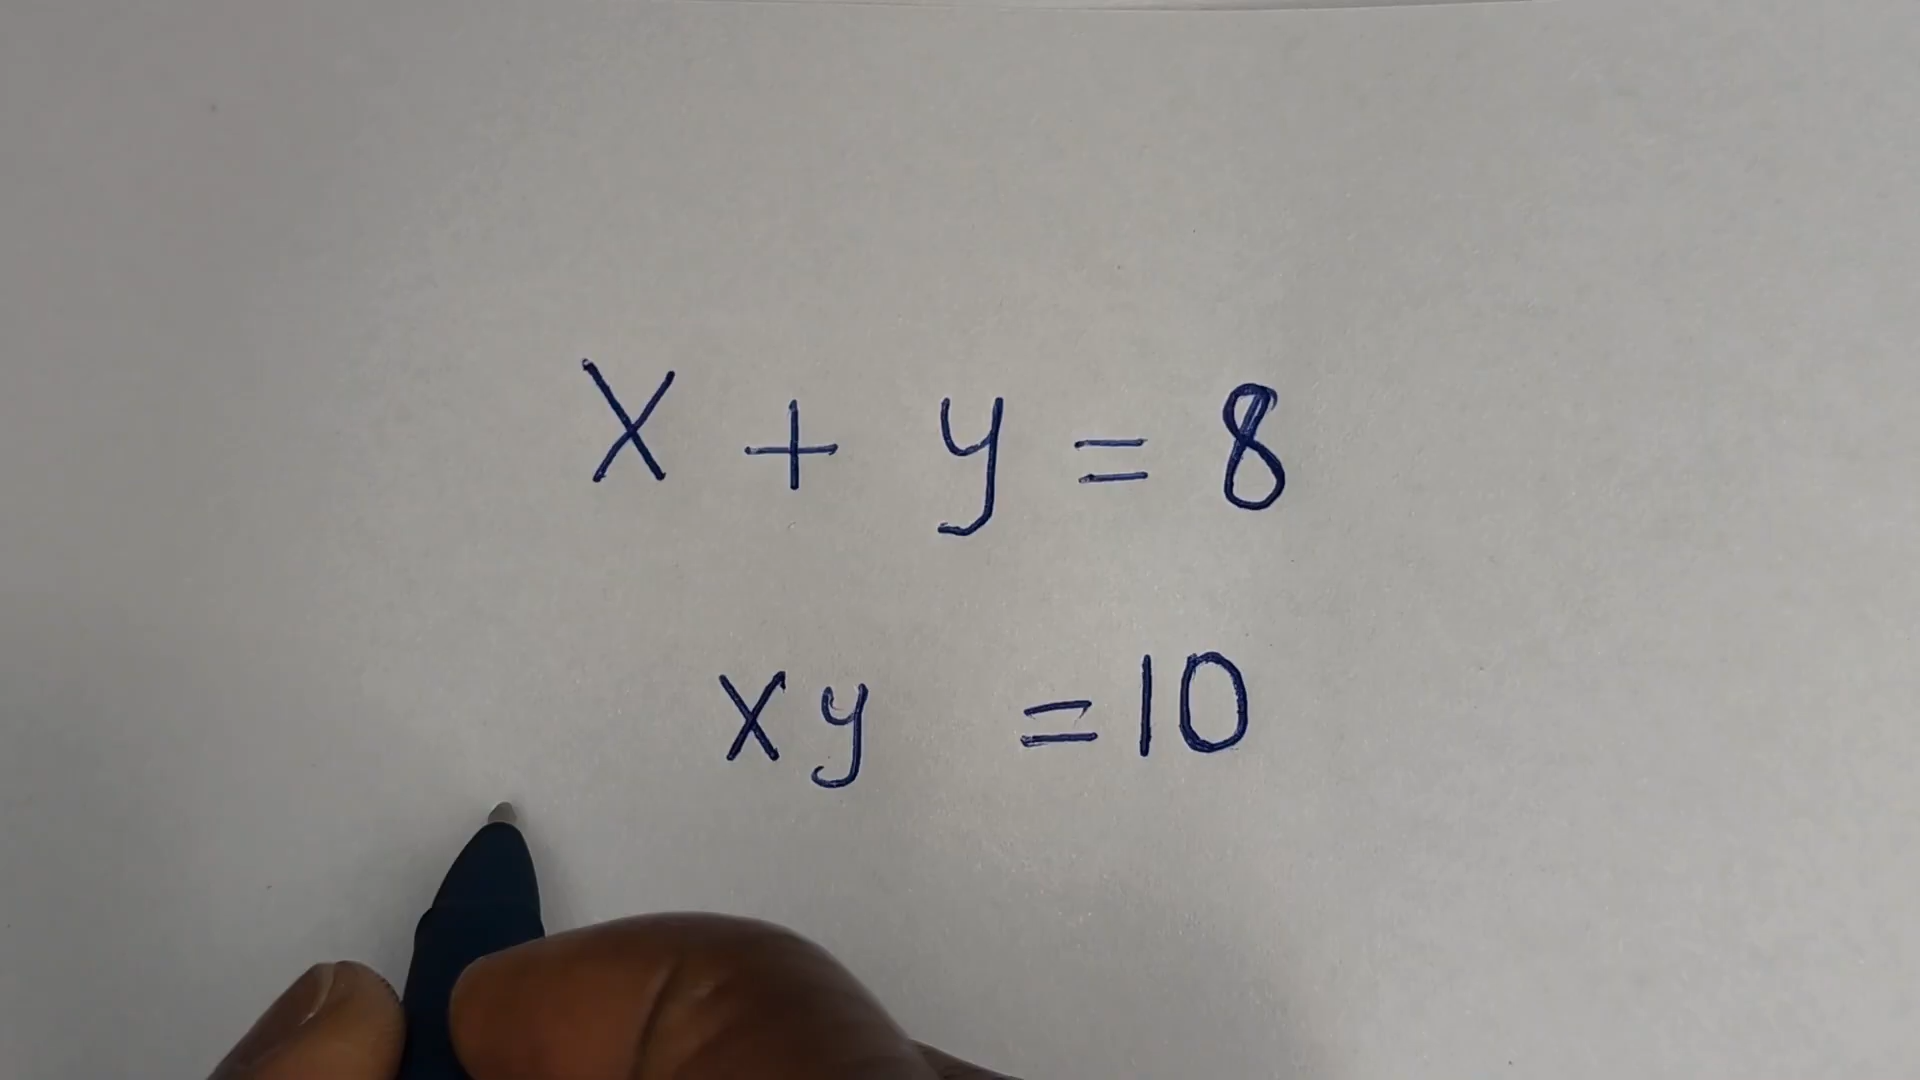 X + y = 8
xy = 10